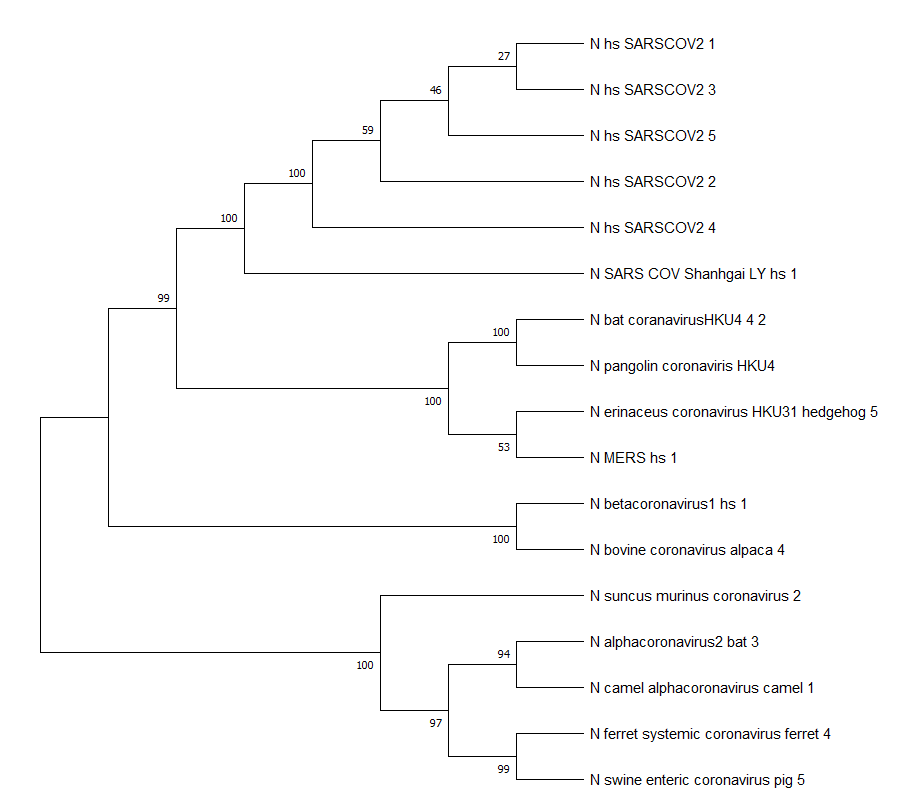 27
N hs SARSCOV2 1
46
N hs SARSCOV2 3
59
N hs SARSCOV2 5
100
N hs SARSCOV2 2
100
N hs SARSCOV2 4
99
N SARS COV Shanhgai LY hs 1
100
N bat coranavirusHKU4 4 2
N pangolin coronaviris HKU4
100
N erinaceus coronavirus HKU31 hedgehog 5
53
N MERS hs 1
N betacoronavirus1 hs 1
100
N bovine coronavirus alpaca 4
N suncus murinus coronavirus 2
94
N alphacoronavirus2 bat 3
100
N camel alphacoronavirus camel 1
97
N ferret systemic coronavirus ferret 4
99
N swine enteric coronavirus pig 5